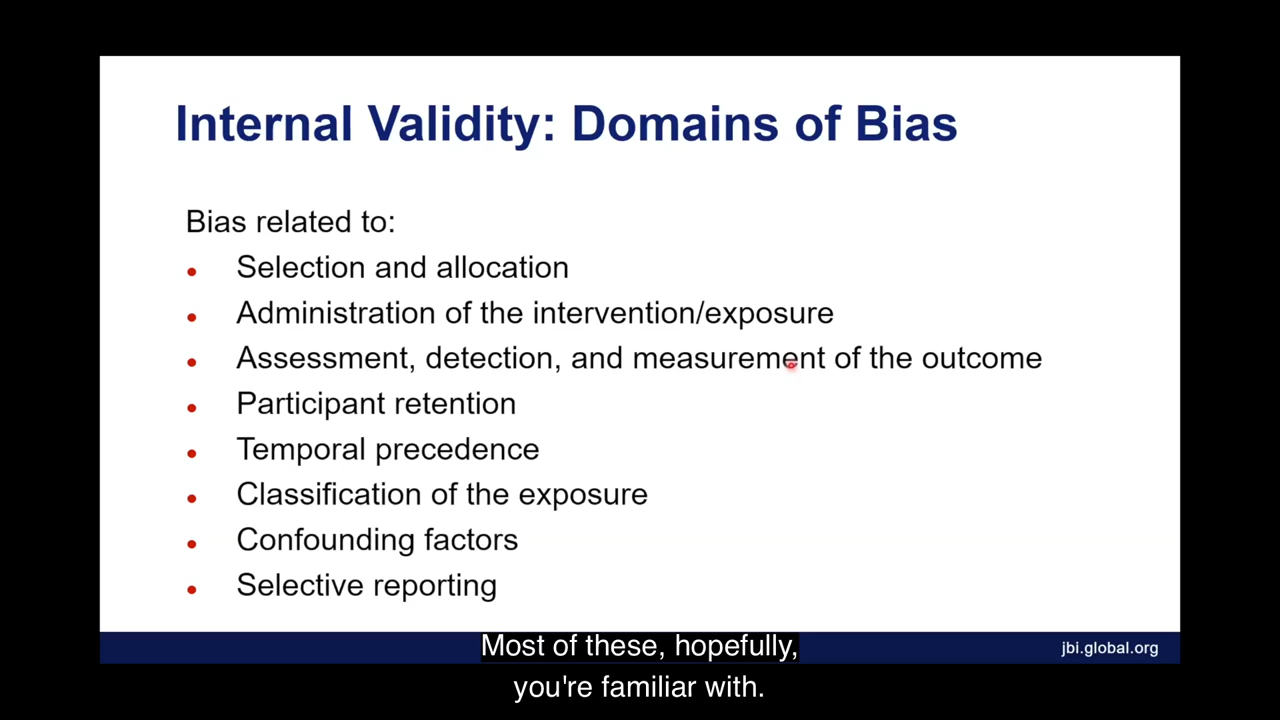 Internal Validity: Domains of Bias
Bias related to:
• Selection and allocation
• Administration of the intervention/exposure
• Assessment, detection, and measurement of the outcome
• Participant retention
• Temporal precedence
• Classification of the exposure
• Confounding factors
• Selective reporting
Most of these, hopefully,
jbi.global.org
you're familiar with.